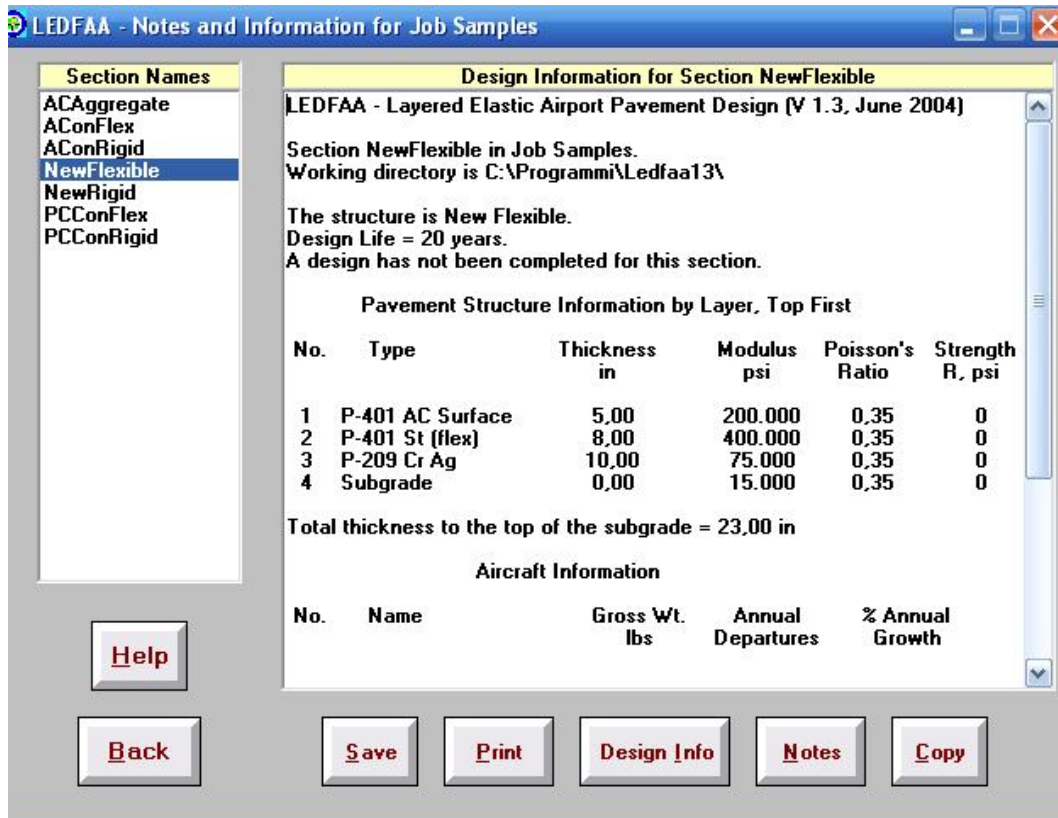 LEDFAA - Notes and Information for Job Samples
Section Names
ACAggregate
AConFlex
AConRigid
NewFlexible
NewRigid
PCConFlex
PCConRigid
Design Information for Section NewFlexible
LEDFAA - Layered Elastic Airport Pavement Design (V 1.3, June 2004)
Section NewFlexible in Job Samples.
Working directory is C:\Programmi\Ledfaa13\
The structure is New Flexible.
Design Life = 20 years.
A design has not been completed for this section.
Pavement Structure Information by Layer, Top First
No. Type Thickness Modulus Poisson's Strength
in psi Ratio R, psi
1 P-401 AC Surface 5,00 200.000 0,35 0
2 P-401 St (flex) 8,00 400.000 0,35 0
3 P-209 Cr Ag 10,00 75.000 0,35 0
4 Subgrade 0,00 15.000 0,35 0
Total thickness to the top of the subgrade = 23,00 in
Aircraft Information
No. Name Gross Wt. Annual % Annual
lbs Departures Growth
Help
Back
Save
Print
Design Info
Notes
Copy